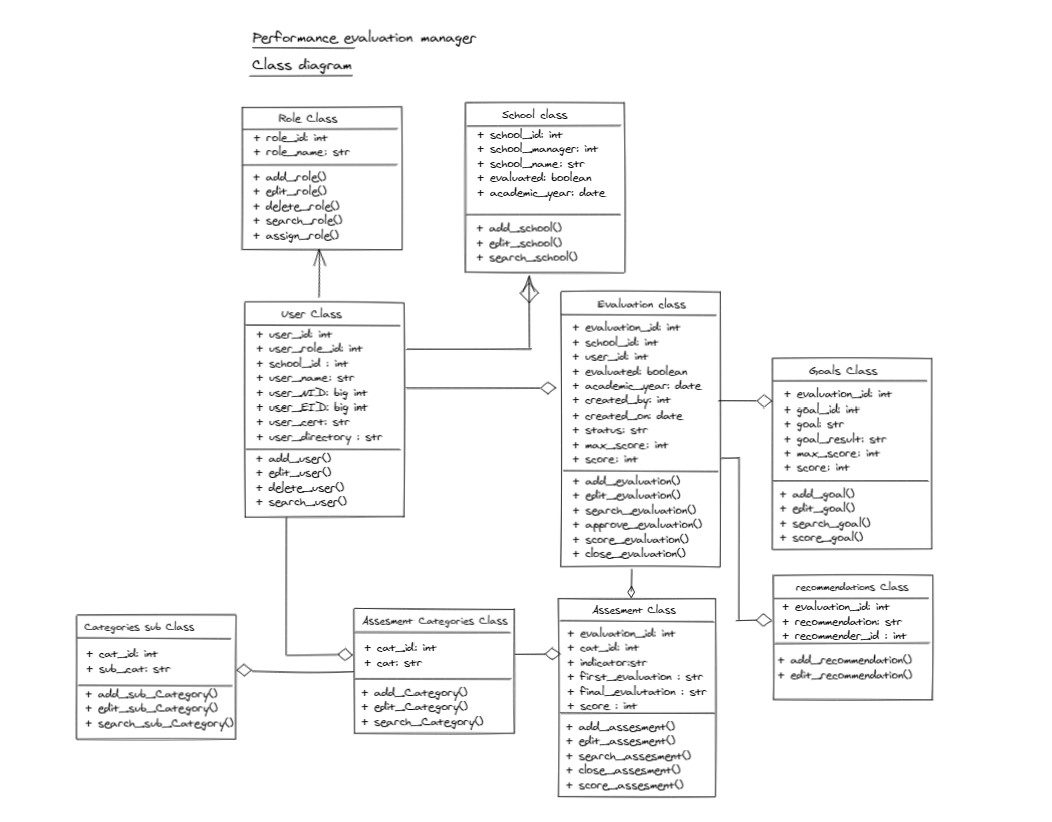 Performance evaluation manager
Class diagram
Role Class
+ role_id: int
+ role_name: str
+ add_role()
+ edit_role()
+ delete_role()
+ search_role()
+ assign_role()
School class
+ school_id: int
+ school_manager: int
+ school_name: str
+ evaluated: boolean
+ academic_year: date
+ add_school()
+ edit_school()
+ search_school()
User Class
+ user_id: int
+ user_role_id: int
+ school_id : int
+ user_name: str
+ user_NID: big int
+ user_EID: big int
+ user_cert: str
+ user_directory : str
+ add_user()
+ edit_user()
+ delete_user()
+ search_user()
Evaluation class
+ evaluation_id: int
+ school_id: int
+ user_id: int
+ evaluated: boolean
+ academic_year: date
+ created_by: int
+ created_on: date
+ status: str
+ max_score: int
+ score: int
+ add_evaluation()
+ edit_evaluation()
+ search_evaluation()
+ approve_evaluation()
+ score_evaluation()
+ close_evaluation()
Goals Class
+ evaluation_id: int
+ goal_id: int
+ goal: str
+ goal_result: str
+ max_score: int
+ score: int
+ add_goal()
+ edit_goal()
+ search_goal()
+ score_goal()
recommendations Class
+ evaluation_id: int
+ recommendation: str
+ recommender_id : int
+ add_recommendation()
+ edit_recommendation()
Categories sub Class
+ cat_id: int
+ sub_cat: str
+ add_sub_Category()
+ edit_sub_Category()
+ search_sub_Category()
Assesment Categories Class
+ cat_id: int
+ cat: str
+ add_Category()
+ edit_Category()
+ search_Category()
Assesment Class
+ evaluation_id: int
+ cat_id: int
+ indicator:str
+ first_evaluation : str
+ final_evalutation : str
+ score : int
+ add_assesment()
+ edit_assesment()
+ search_assesment()
+ close_assesment()
+ score_assesment()